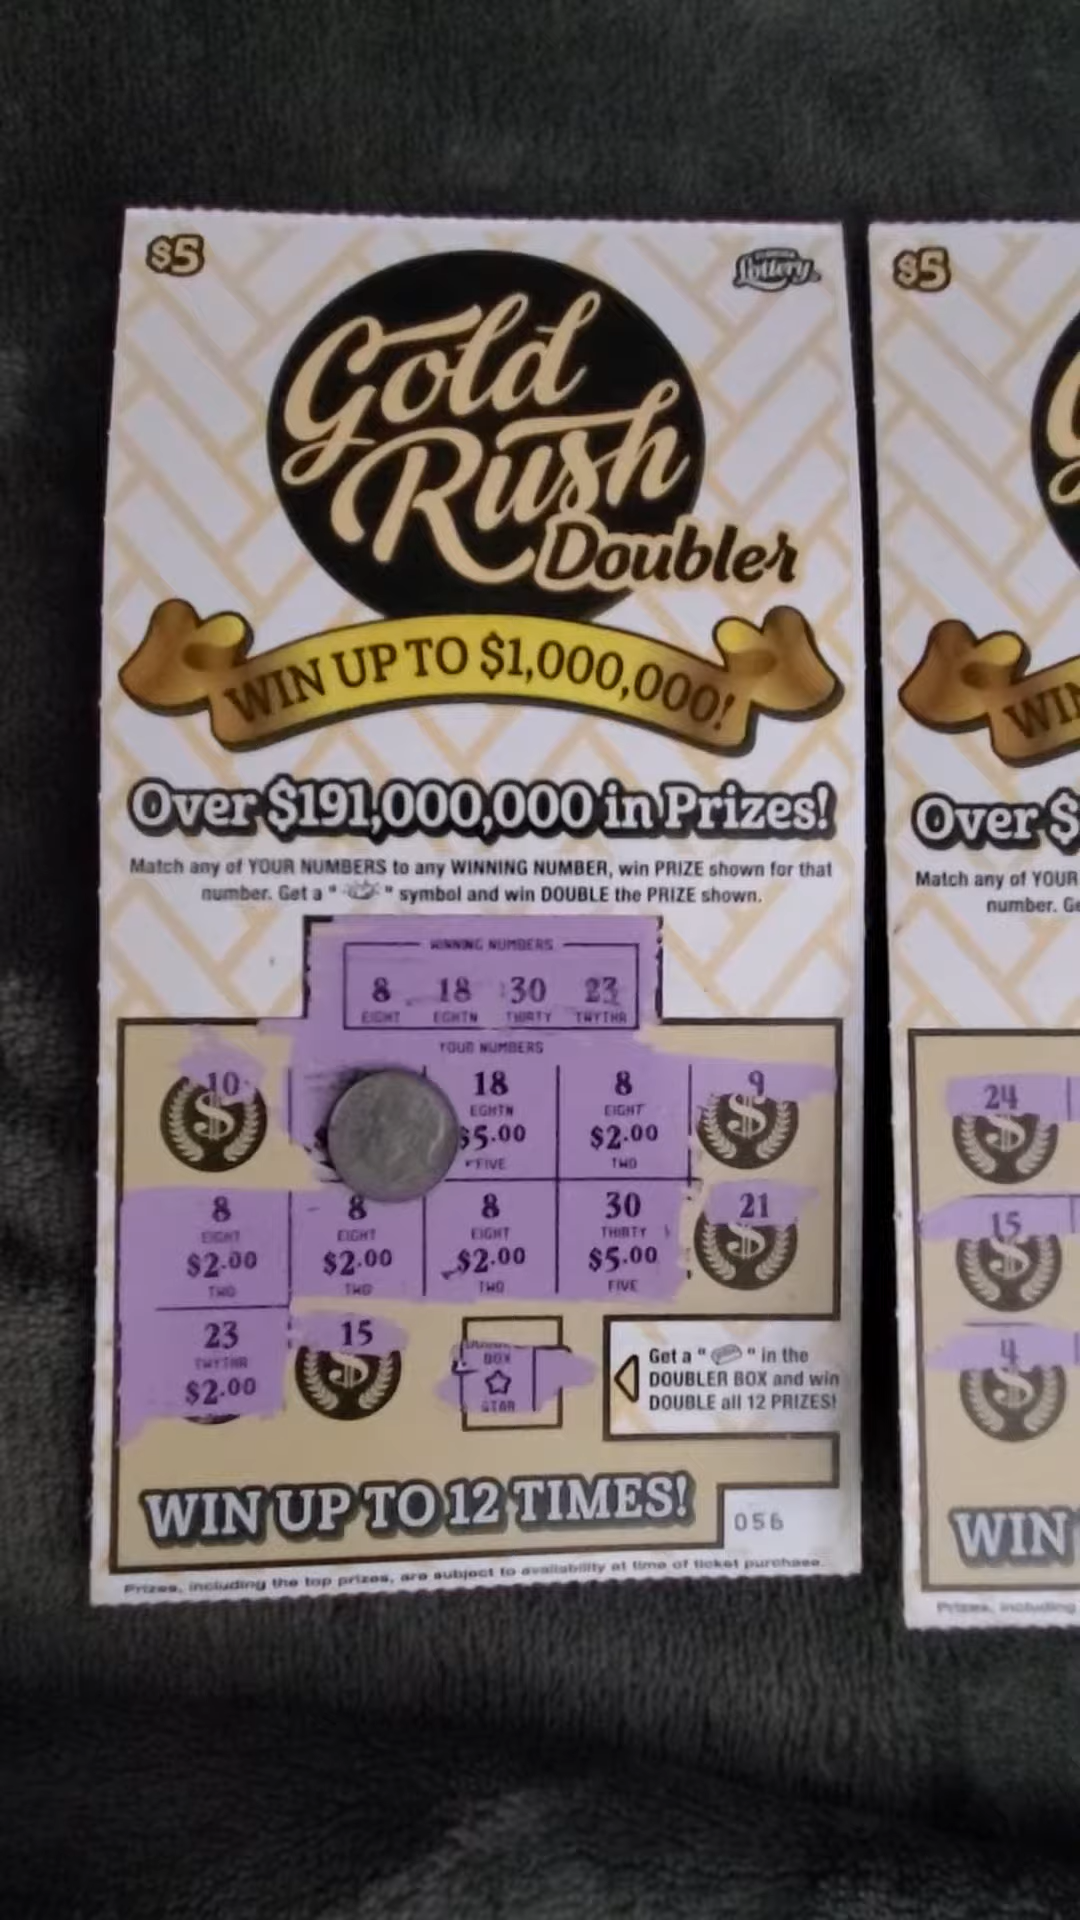 $5
FLORIDA
Lottery
$5
Gold
Rush
Doubler
WIN UP TO $1,000,000!
WIN
Over $191,000,000 in Prizes!
Over $
Match any of YOUR NUMBERS to any WINNING NUMBER, win PRIZE shown for that
number. Get a " " symbol and win DOUBLE the PRIZE shown.
Match any of YOUR
number. Ge
WINNING NUMBERS
8 18 30 23
EIGHT EGHTN THIRTY TWYTHR
YOUR NUMBERS
10 18 8 9
EGHTN EIGHT
$5.00 $2.00
FIVE TWO
8 8 8 30 21
EIGHT EIGHT EIGHT THIRTY
$2.00 $2.00 $2.00 $5.00
TWO TWO TWO FIVE
23 15
TWYTHR
$2.00
BOX
STAR
Get a " " in the
DOUBLER BOX and win
DOUBLE all 12 PRIZES!
24
15
4
WIN UP TO 12 TIMES!
056
WIN
Prizes, including the top prizes, are subject to availability at time of ticket purchase.
Prizes, including